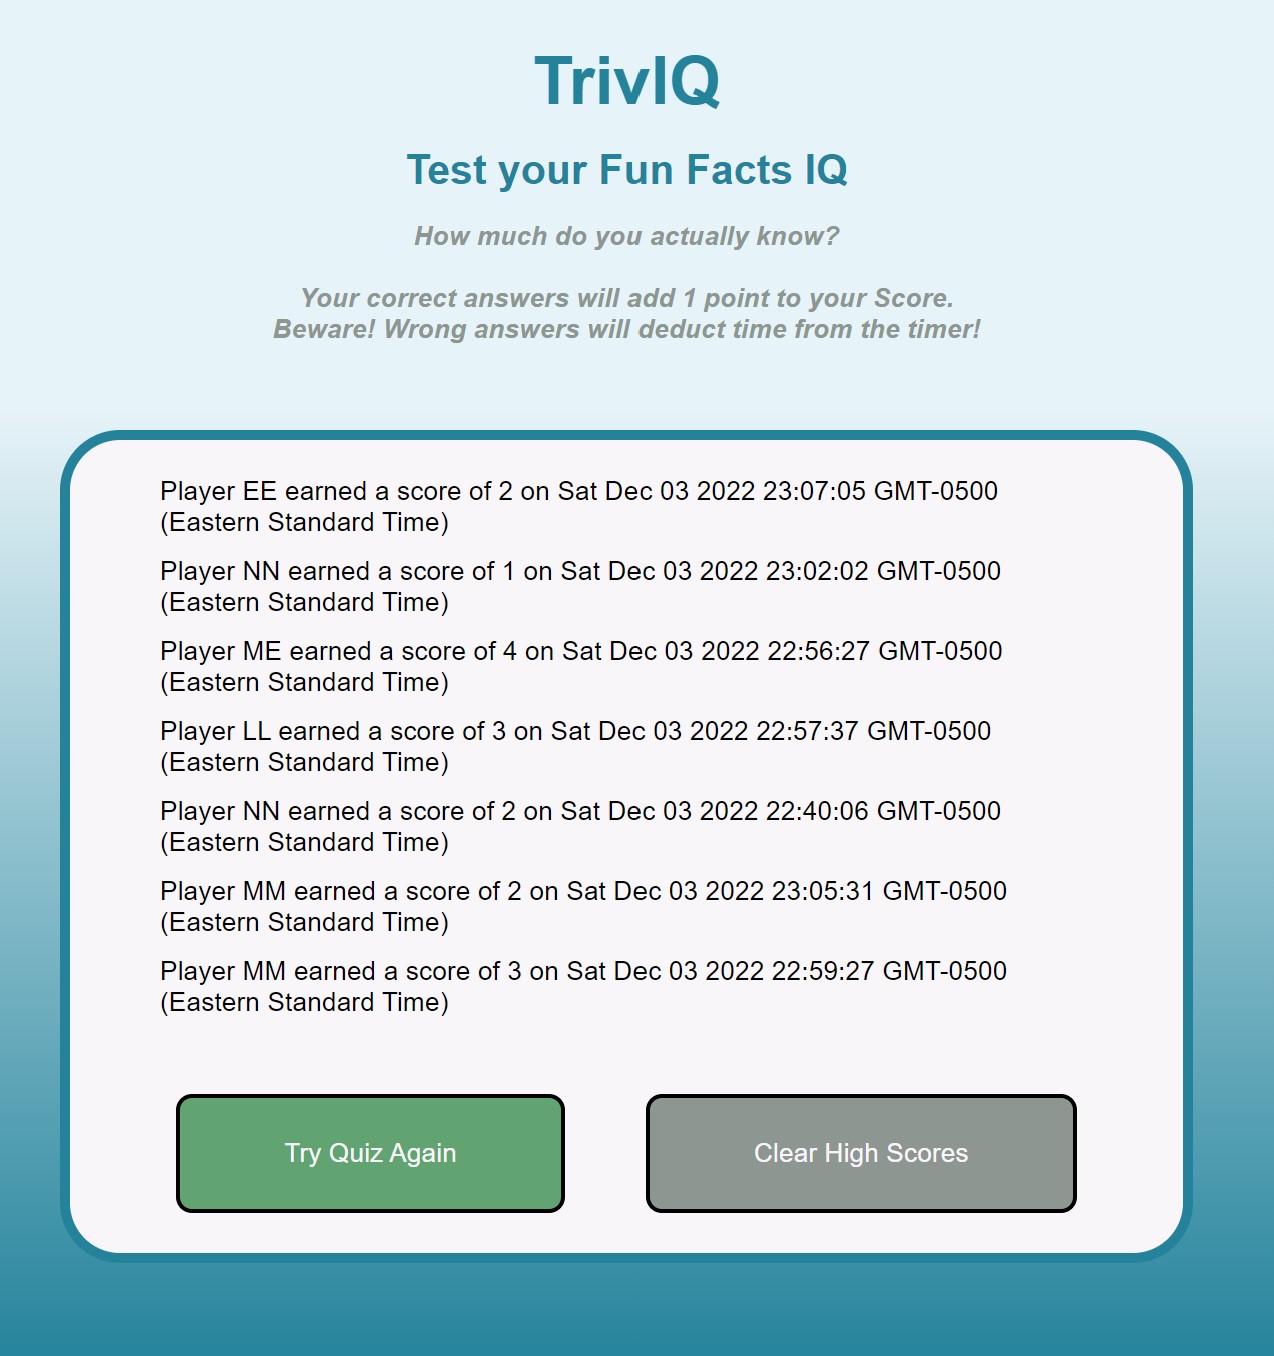 TrivIQ
Test your Fun Facts IQ
How much do you actually know?
Your correct answers will add 1 point to your Score.
Beware! Wrong answers will deduct time from the timer!
Player EE earned a score of 2 on Sat Dec 03 2022 23:07:05 GMT-0500
(Eastern Standard Time)
Player NN earned a score of 1 on Sat Dec 03 2022 23:02:02 GMT-0500
(Eastern Standard Time)
Player ME earned a score of 4 on Sat Dec 03 2022 22:56:27 GMT-0500
(Eastern Standard Time)
Player LL earned a score of 3 on Sat Dec 03 2022 22:57:37 GMT-0500
(Eastern Standard Time)
Player NN earned a score of 2 on Sat Dec 03 2022 22:40:06 GMT-0500
(Eastern Standard Time)
Player MM earned a score of 2 on Sat Dec 03 2022 23:05:31 GMT-0500
(Eastern Standard Time)
Player MM earned a score of 3 on Sat Dec 03 2022 22:59:27 GMT-0500
(Eastern Standard Time)
Try Quiz Again
Clear High Scores